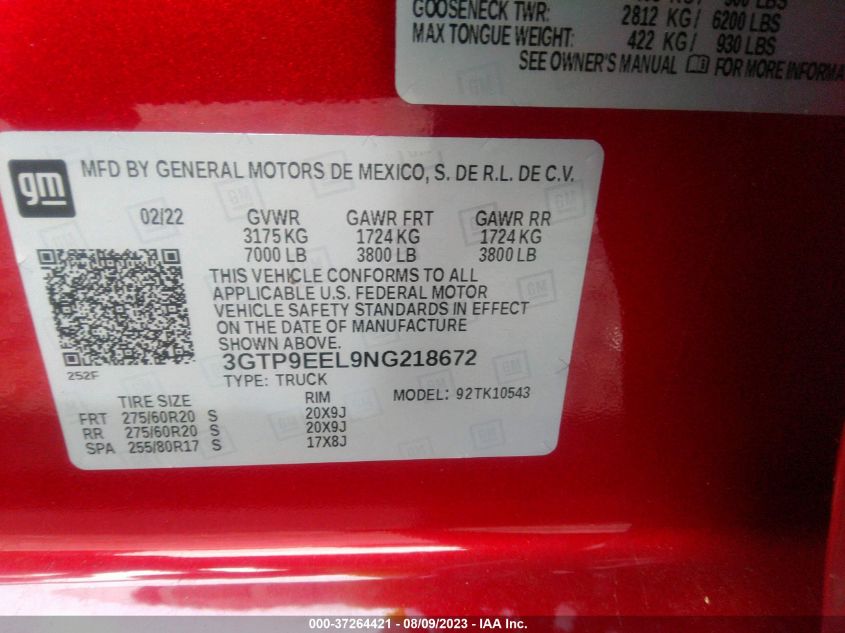 GOOSENECK TWR: 2812 KG/ 6200 LBS
MAX TONGUE WEIGHT: 422 KG/ 930 LBS
SEE OWNER'S MANUAL FOR MORE INFORMA
gm
MFD BY GENERAL MOTORS DE MEXICO, S. DE R.L. DE C.V.
02/22 GVWR GAWR FRT GAWR RR
3175 KG 1724 KG 1724 KG
7000 LB 3800 LB 3800 LB
THIS VEHICLE CONFORMS TO ALL
APPLICABLE U.S. FEDERAL MOTOR
VEHICLE SAFETY STANDARDS IN EFFECT
ON THE DATE OF MANUFACTURE
SHOWN ABOVE.
252F
3GTP9EEL9NG218672
TYPE: TRUCK MODEL: 92TK10543
TIRE SIZE RIM
FRT 275/60R20 S 20X9J
RR 275/60R20 S 20X9J
SPA 255/80R17 S 17X8J
000-37264421 - 08/09/2023 - IAA Inc.